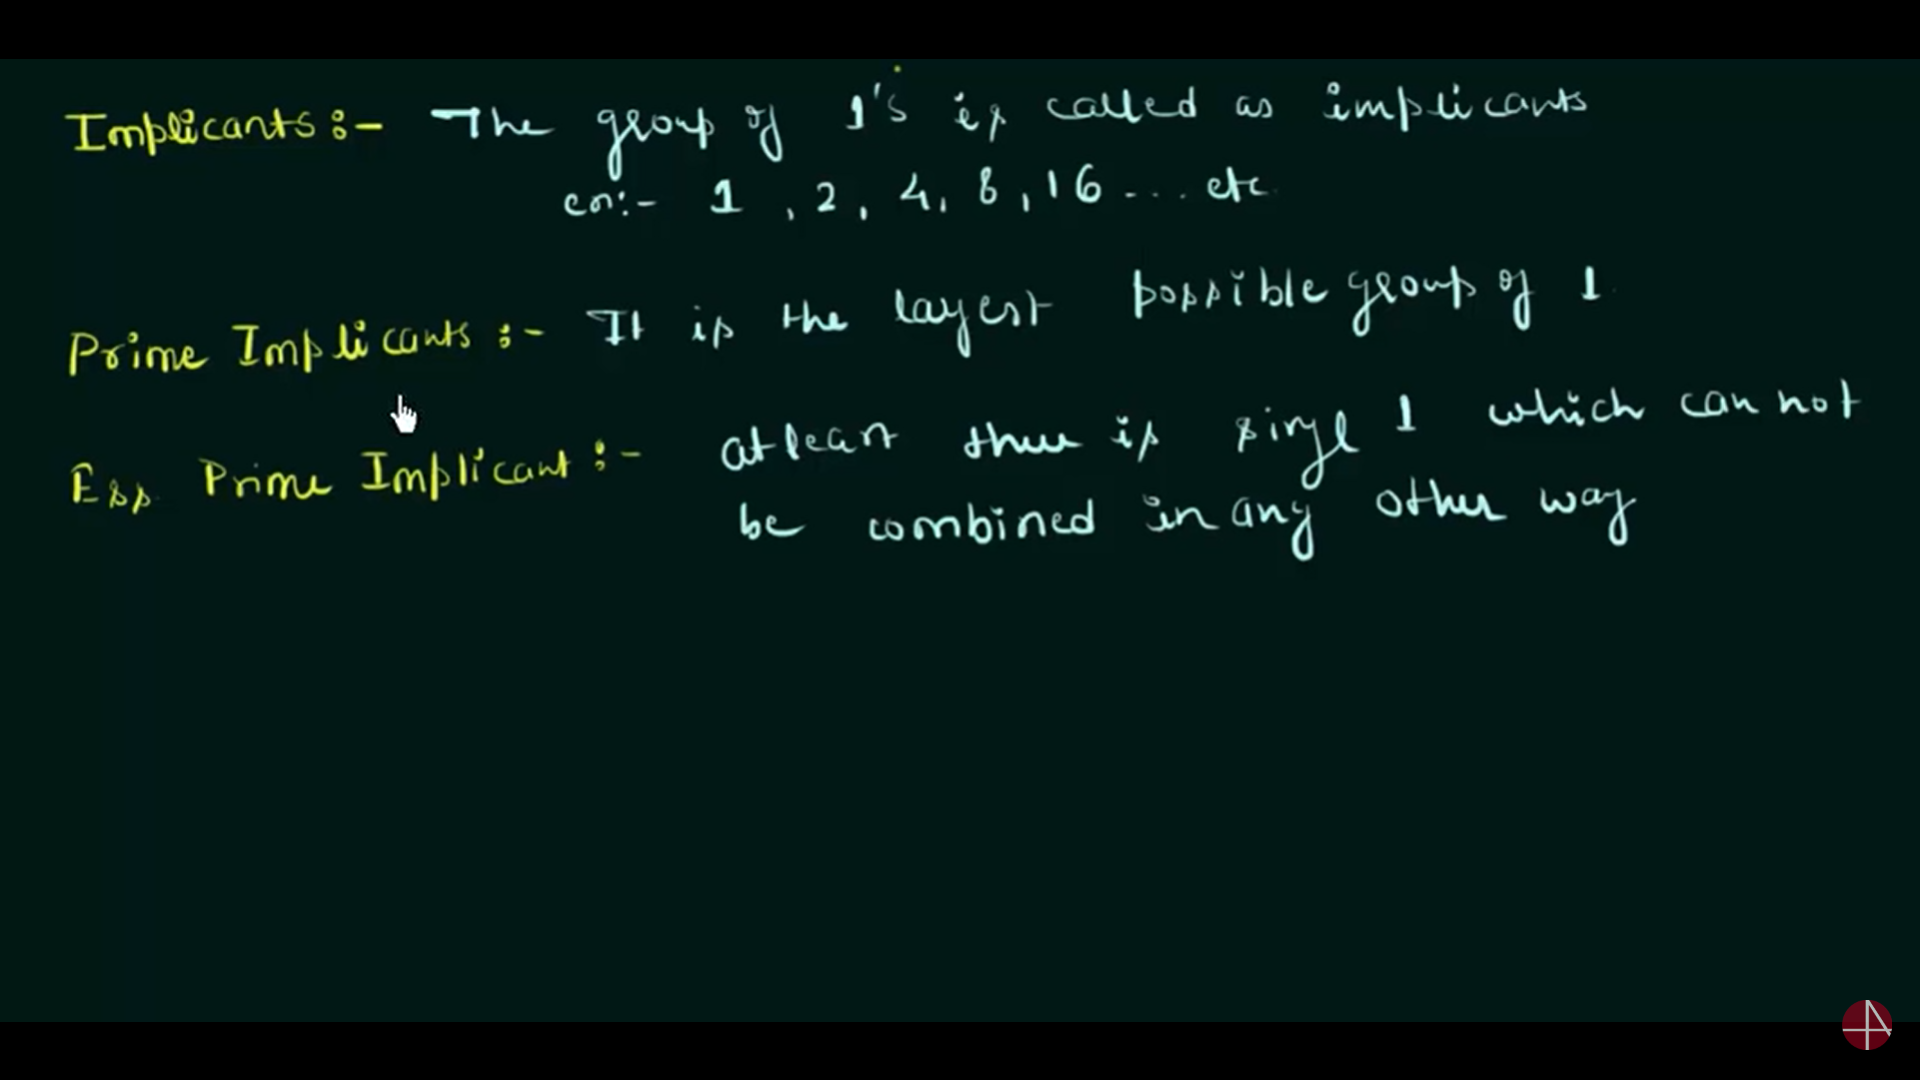 Implicants :- The group of 1's is called as implicants
ex:- 1 , 2, 4, 8, 16 ... etc
Prime Implicants :- It is the largest possible group of 1
Ess. Prime Implicant :- atleast there is single 1 which can not
be combined in any other way